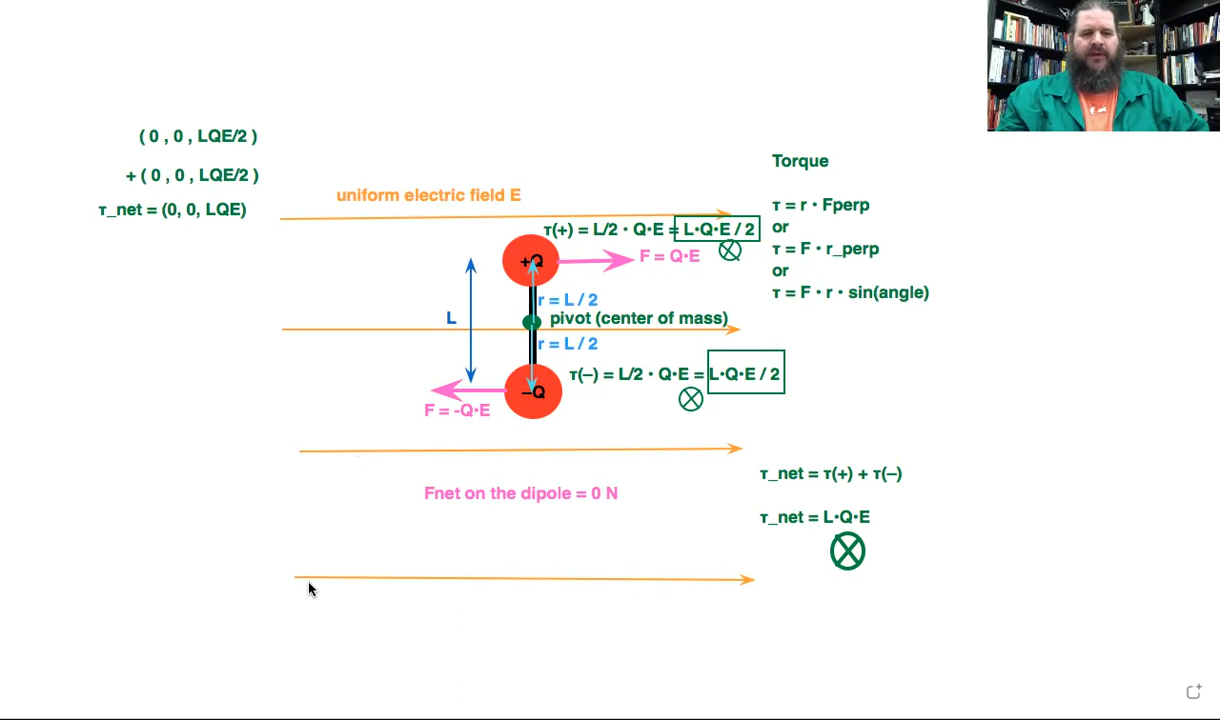 ( 0 , 0 , LQE/2 )
+ ( 0 , 0 , LQE/2 )
τ_net = (0, 0, LQE)
uniform electric field E
τ(+) = L/2 • Q•E = L•Q•E / 2
+Q
F = Q•E
r = L / 2
L
pivot (center of mass)
r = L / 2
τ(–) = L/2 • Q•E = L•Q•E / 2
–Q
F = -Q•E
Fnet on the dipole = 0 N
Torque
τ = r • Fperp
or
τ = F • r_perp
or
τ = F • r • sin(angle)
τ_net = τ(+) + τ(–)
τ_net = L•Q•E